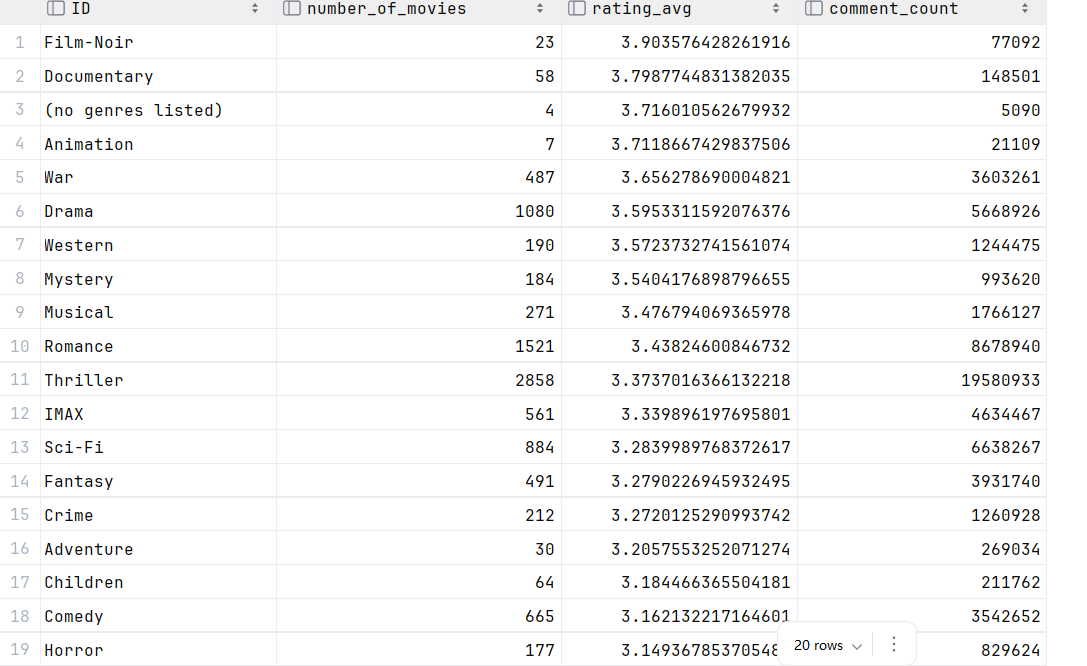 ID number_of_movies rating_avg comment_count
1 Film-Noir 23 3.903576428261916 77092
2 Documentary 58 3.7987744831382035 148501
3 (no genres listed) 4 3.716010562679932 5090
4 Animation 7 3.7118667429837506 21109
5 War 487 3.656278690004821 3603261
6 Drama 1080 3.5953311592076376 5668926
7 Western 190 3.5723732741561074 1244475
8 Mystery 184 3.5404176898796655 993620
9 Musical 271 3.476794069365978 1766127
10 Romance 1521 3.43824600846732 8678940
11 Thriller 2858 3.3737016366132218 19580933
12 IMAX 561 3.339896197695801 4634467
13 Sci-Fi 884 3.2839989768372617 6638267
14 Fantasy 491 3.2790226945932495 3931740
15 Crime 212 3.2720125290993742 1260928
16 Adventure 30 3.2057553252071274 269034
17 Children 64 3.184466365504181 211762
18 Comedy 665 3.162132217164601 3542652
19 Horror 177 3.14936785370548 829624
20 rows